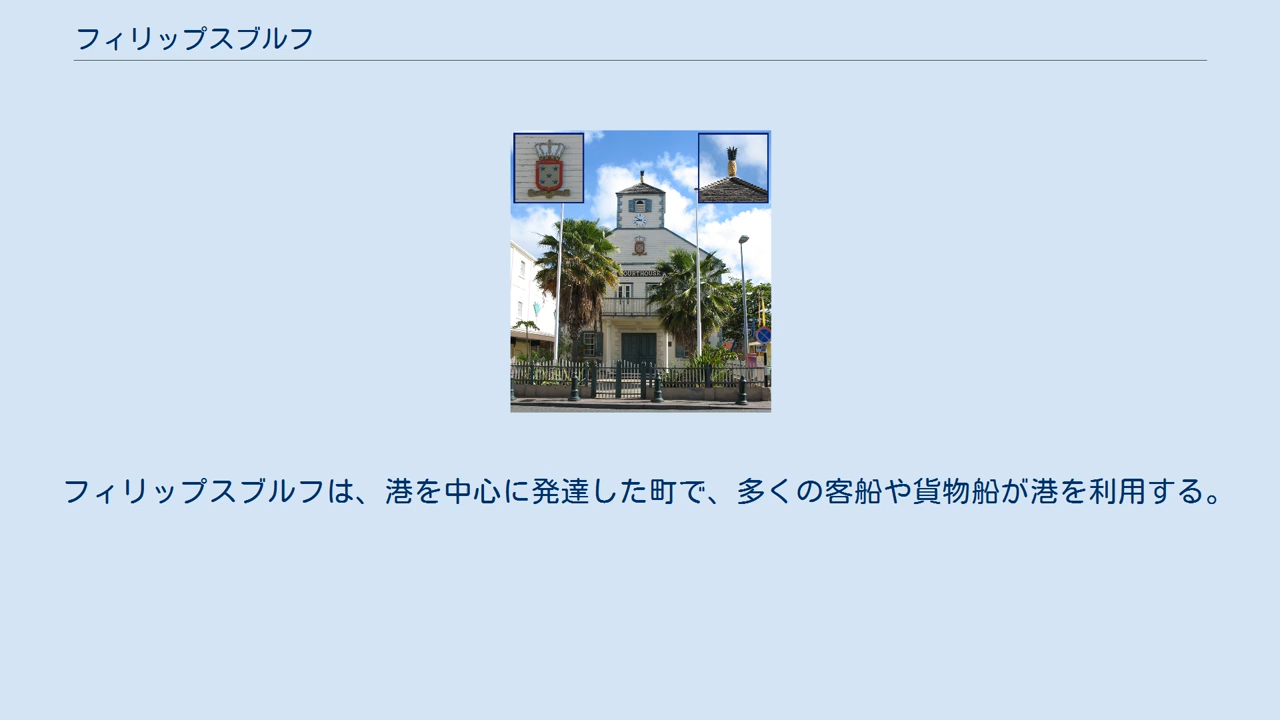 フィリップスブルフ
COURTHOUSE
フィリップスブルフは、港を中心に発達した町で、多くの客船や貨物船が港を利用する。